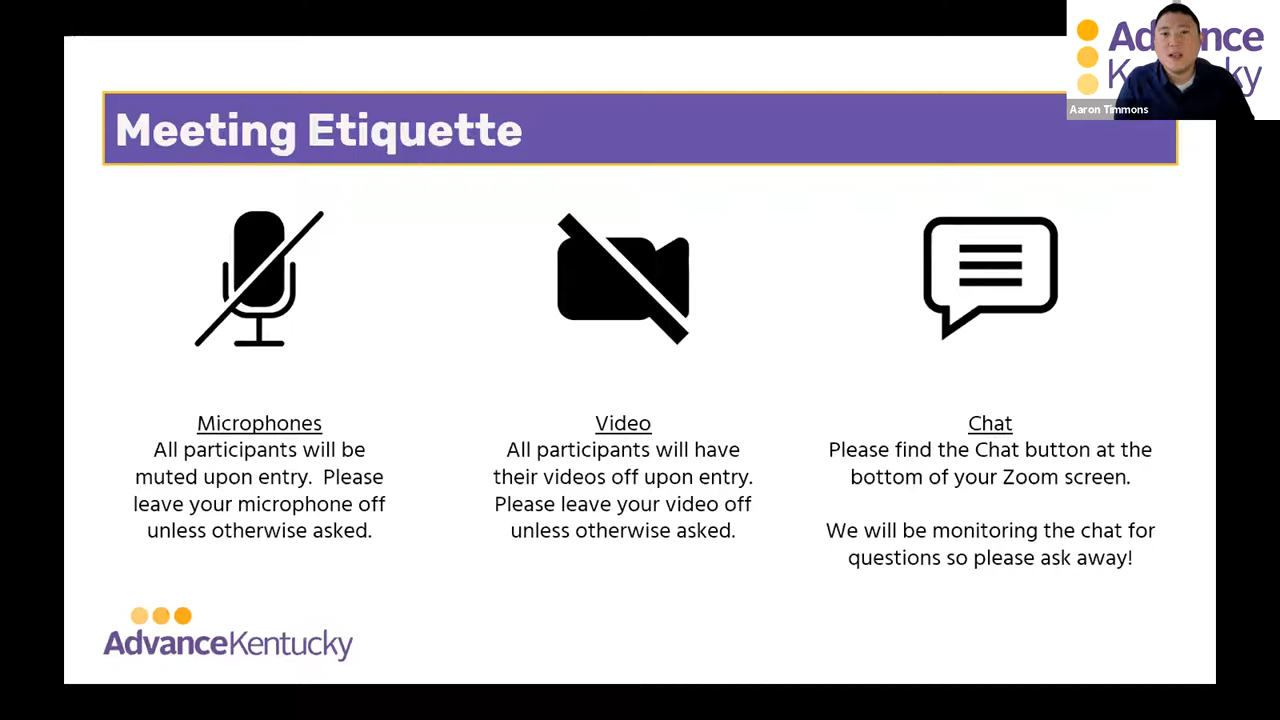 Advance
Kentucky
Aaron Timmons
Meeting Etiquette
Microphones
All participants will be
muted upon entry.  Please
leave your microphone off
unless otherwise asked.
Video
All participants will have
their videos off upon entry.
Please leave your video off
unless otherwise asked.
Chat
Please find the Chat button at the
bottom of your Zoom screen.
We will be monitoring the chat for
questions so please ask away!
AdvanceKentucky